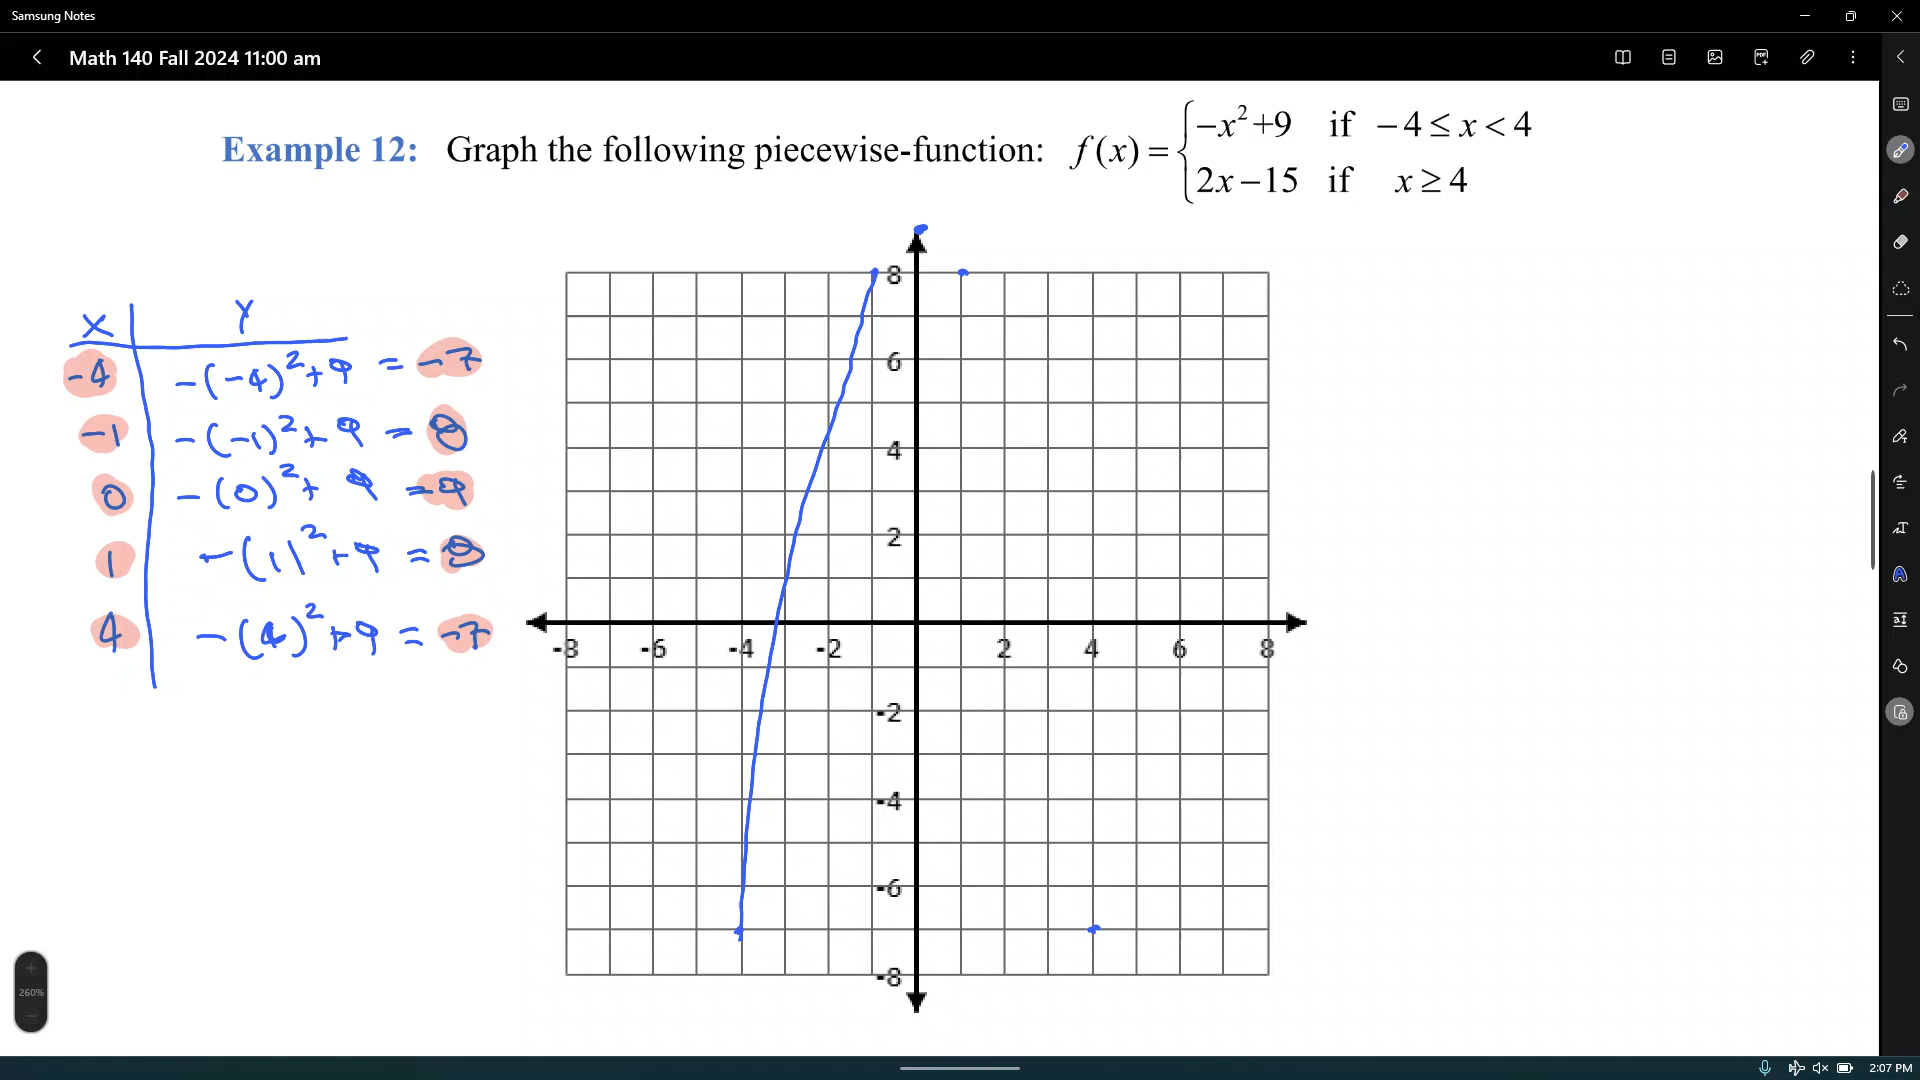 Samsung Notes
Math 140 Fall 2024 11:00 am
Example 12: Graph the following piecewise-function: f(x) = { −x²+9 if −4 ≤ x < 4
2x−15 if x ≥ 4
X Y
-4 -(-4)²+9 = -7
-1 -(-1)²+9 = 8
0 -(0)²+9 = 9
1 -(1)²+9 = 8
4 -(4)²+9 = -7
8
6
4
2
-8 -6 -4 -2 2 4 6 8
-2
-4
-6
-8
260%
2:07 PM